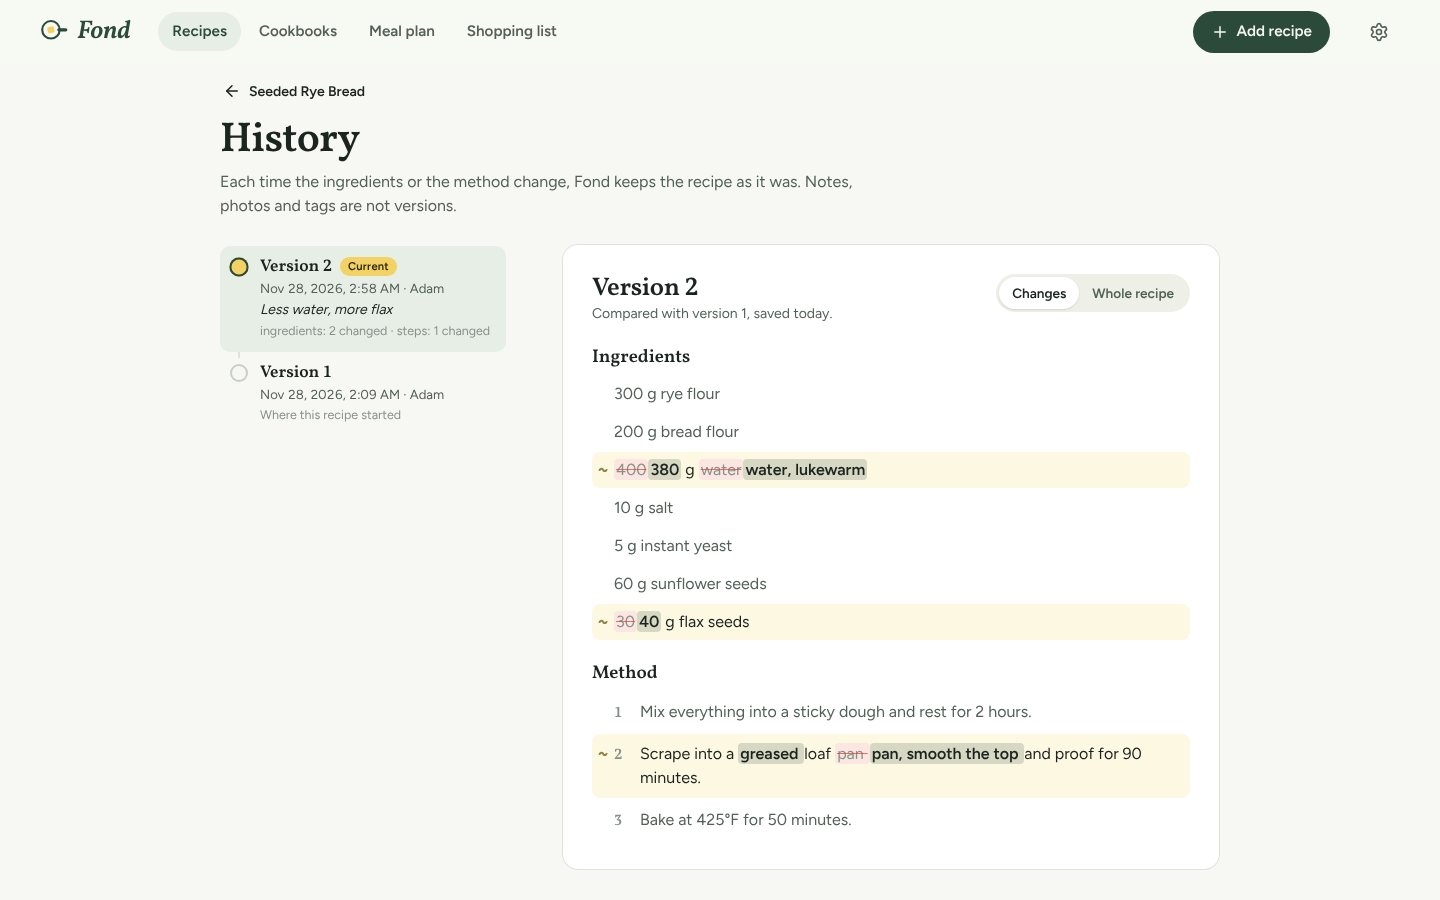 Fond
Recipes
Cookbooks
Meal plan
Shopping list
+ Add recipe
← Seeded Rye Bread
History
Each time the ingredients or the method change, Fond keeps the recipe as it was. Notes,
photos and tags are not versions.
Version 2 Current
Nov 28, 2026, 2:58 AM · Adam
Less water, more flax
ingredients: 2 changed · steps: 1 changed
Version 1
Nov 28, 2026, 2:09 AM · Adam
Where this recipe started
Version 2
Compared with version 1, saved today.
Changes
Whole recipe
Ingredients
300 g rye flour
200 g bread flour
~ 400 380 g water water, lukewarm
10 g salt
5 g instant yeast
60 g sunflower seeds
~ 30 40 g flax seeds
Method
1 Mix everything into a sticky dough and rest for 2 hours.
~ 2 Scrape into a greased loaf pan pan, smooth the top and proof for 90
minutes.
3 Bake at 425°F for 50 minutes.